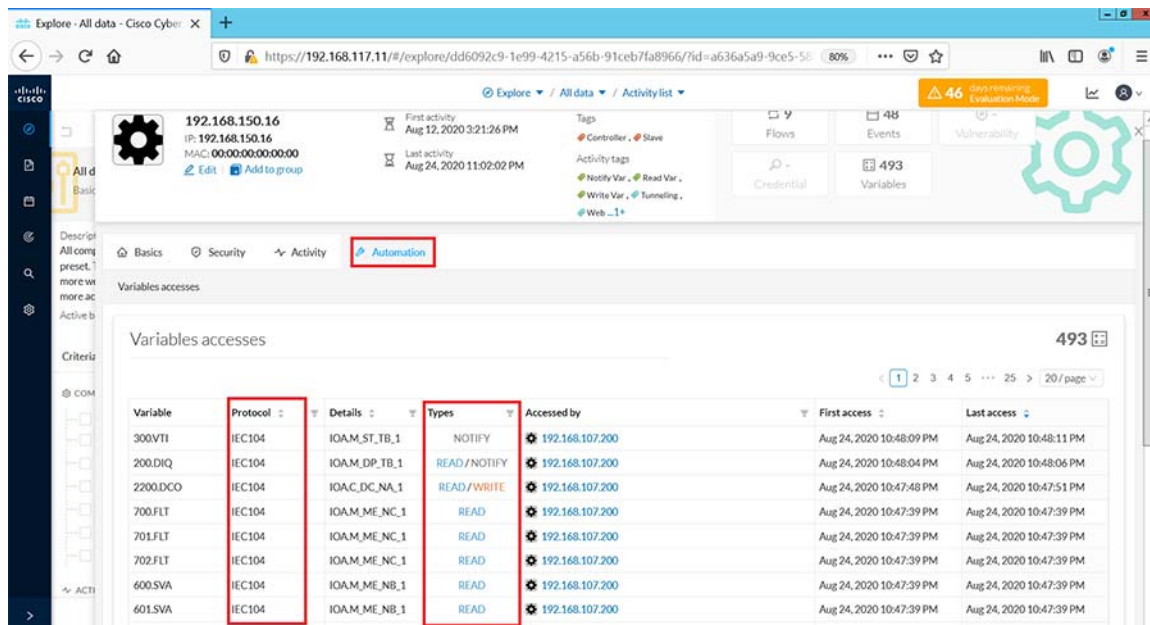 Explore - All data - Cisco Cyber
https://192.168.117.11/#/explore/dd6092c9-1e99-4215-a56b-91ceb7fa8966/?id=a636a5a9-9ce5-58
80%
CISCO
Explore / All data / Activity list
46 days remaining
Evaluation Mode
192.168.150.16
IP: 192.168.150.16
MAC: 00:00:00:00:00:00
Edit | Add to group
First activity
Aug 12, 2020 3:21:26 PM
Last activity
Aug 24, 2020 11:02:02 PM
Tags
Controller , Slave
Activity tags
Notify Var , Read Var ,
Write Var , Tunneling ,
Web ...1+
9
Flows
48
Events
-
Vulnerability
-
Credential
493
Variables
All d
Basic
Descript
All comp
preset.
more we
more ac
Active b
Criteria
COM
ACTI
Basics Security Activity Automation
Variables accesses
Variables accesses 493
< 1 2 3 4 5 ... 25 > 20 / page
Variable Protocol Details Types Accessed by First access Last access
300.VTI IEC104 IOA.M_ST_TB_1 NOTIFY 192.168.107.200 Aug 24, 2020 10:48:09 PM Aug 24, 2020 10:48:11 PM
200.DIQ IEC104 IOA.M_DP_TB_1 READ / NOTIFY 192.168.107.200 Aug 24, 2020 10:48:04 PM Aug 24, 2020 10:48:06 PM
2200.DCO IEC104 IOA.C_DC_NA_1 READ / WRITE 192.168.107.200 Aug 24, 2020 10:47:48 PM Aug 24, 2020 10:47:51 PM
700.FLT IEC104 IOA.M_ME_NC_1 READ 192.168.107.200 Aug 24, 2020 10:47:39 PM Aug 24, 2020 10:47:39 PM
701.FLT IEC104 IOA.M_ME_NC_1 READ 192.168.107.200 Aug 24, 2020 10:47:39 PM Aug 24, 2020 10:47:39 PM
702.FLT IEC104 IOA.M_ME_NC_1 READ 192.168.107.200 Aug 24, 2020 10:47:39 PM Aug 24, 2020 10:47:39 PM
600.SVA IEC104 IOA.M_ME_NB_1 READ 192.168.107.200 Aug 24, 2020 10:47:39 PM Aug 24, 2020 10:47:39 PM
601.SVA IEC104 IOA.M_ME_NB_1 READ 192.168.107.200 Aug 24, 2020 10:47:39 PM Aug 24, 2020 10:47:39 PM